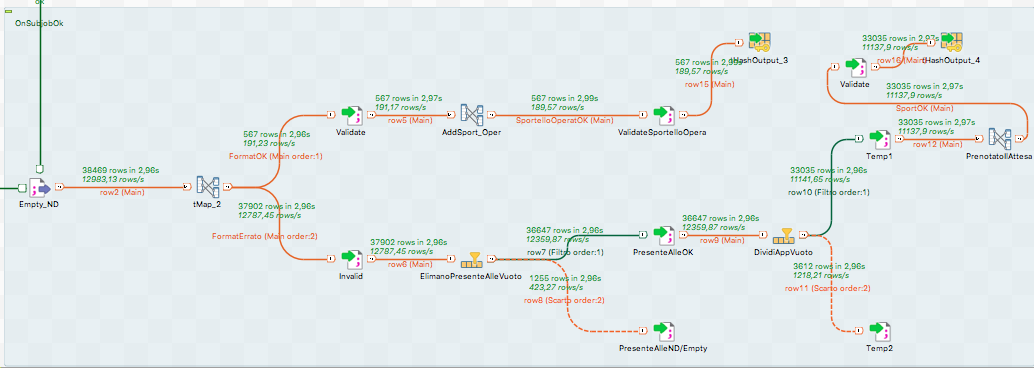 ok
OnSubjobOk
Empty_ND
38469 rows in 2,96s
12983,13 rows/s
row2 (Main)
tMap_2
567 rows in 2,96s
191,23 rows/s
FormatOK (Main order:1)
Validate
567 rows in 2,97s
191,17 rows/s
row5 (Main)
AddSport_Oper
567 rows in 2,99s
189,57 rows/s
SportelloOperatOK (Main)
ValidateSportelloOpera
567 rows in 2,99s
189,57 rows/s
row15 (Main)
tHashOutput_3
37902 rows in 2,96s
12787,45 rows/s
FormatErrato (Main order:2)
Invalid
37902 rows in 2,96s
12787,45 rows/s
row6 (Main)
ElimanoPresenteAlleVuoto
36647 rows in 2,96s
12359,87 rows/s
row7 (Filtro order:1)
1255 rows in 2,96s
423,27 rows/s
row8 (Scarto order:2)
PresenteAlleND/Empty
PresenteAlleOK
36647 rows in 2,96s
12359,87 rows/s
row9 (Main)
DividiAppVuoto
33035 rows in 2,96s
11141,65 rows/s
row10 (Filtro order:1)
3612 rows in 2,96s
1218,21 rows/s
row11 (Scarto order:2)
Temp2
Temp1
33035 rows in 2,97s
11137,9 rows/s
row12 (Main)
PrenotatoIlAttesa
33035 rows in 2,97s
11137,9 rows/s
SportOK (Main)
Validate
33035 rows in 2,97s
11137,9 rows/s
row16 (Main)
tHashOutput_4